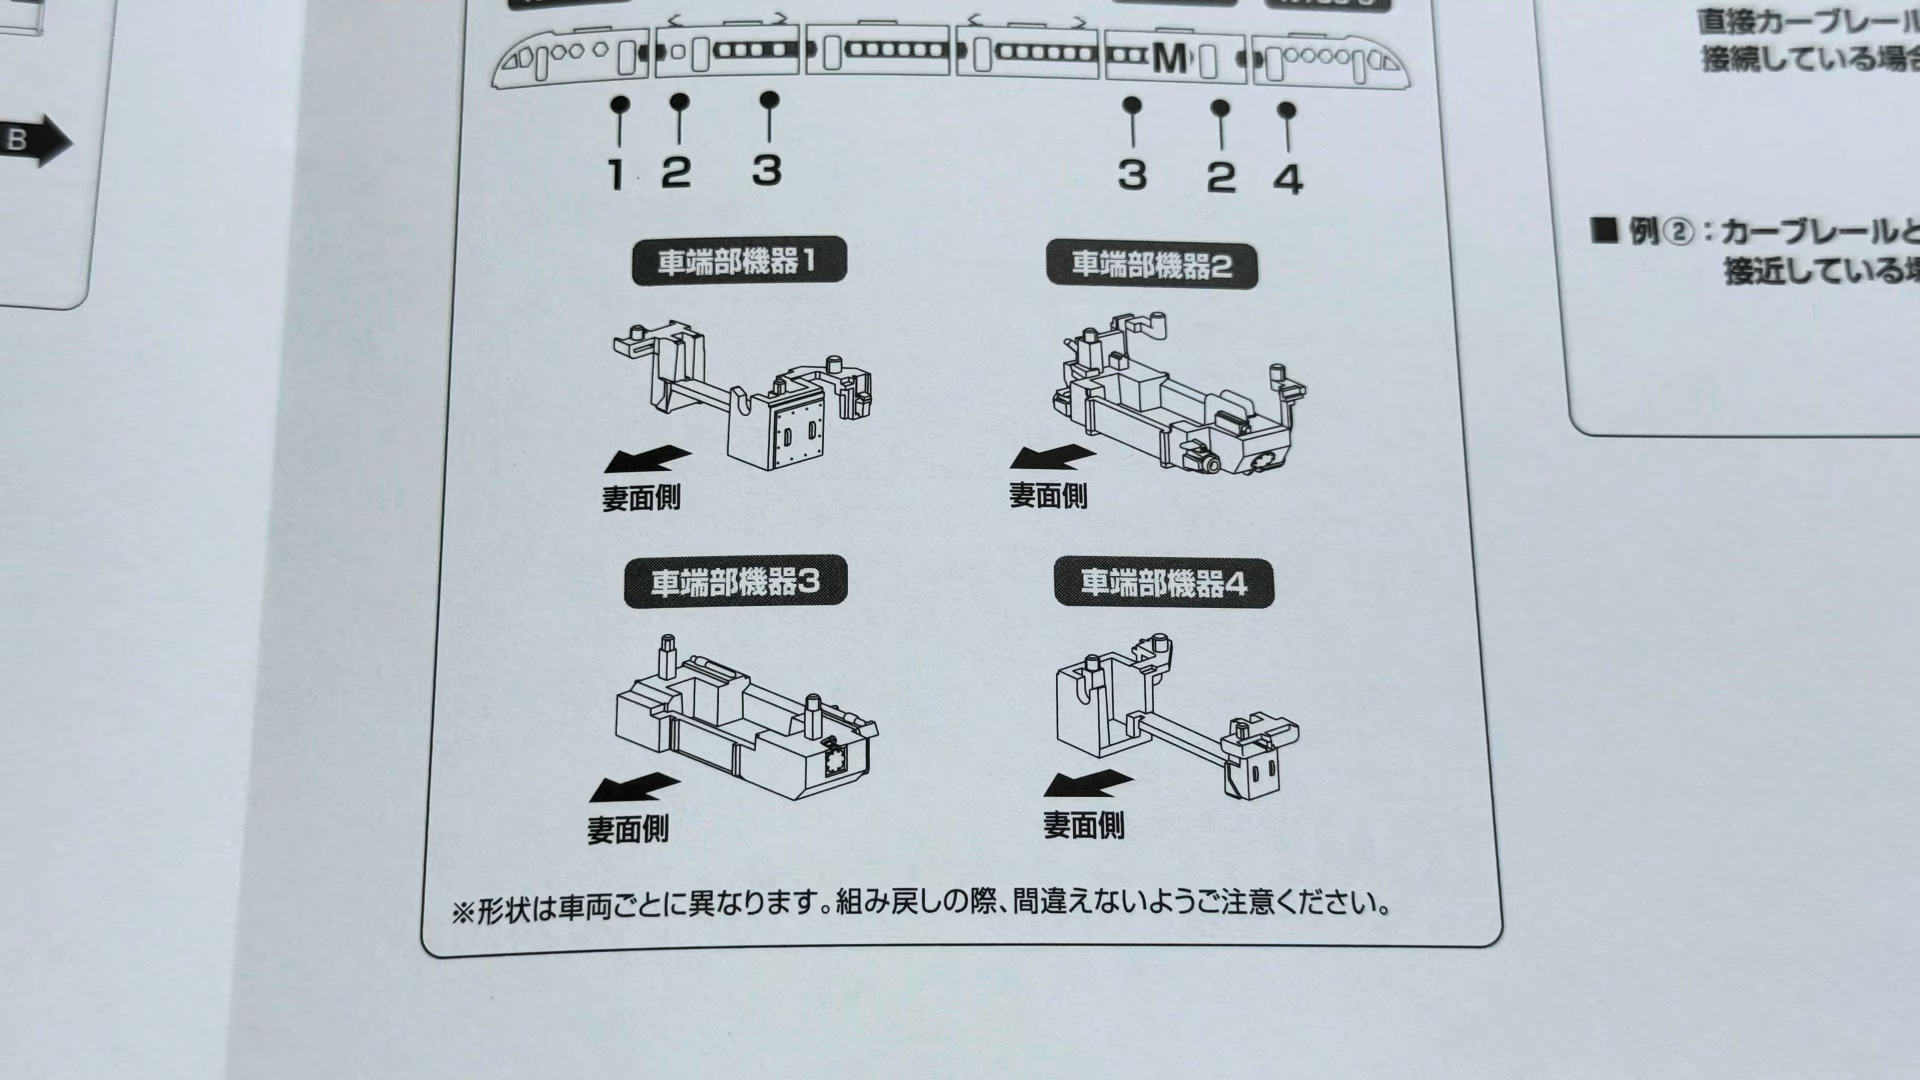 M
1 2 3 3 2 4
車端部機器1
車端部機器2
妻面側
妻面側
車端部機器3
車端部機器4
妻面側
妻面側
※形状は車両ごとに異なります。組み戻しの際、間違えないようご注意ください。
B
直接カーブレール
接続している場合
■ 例②：カーブレールと
接近している場